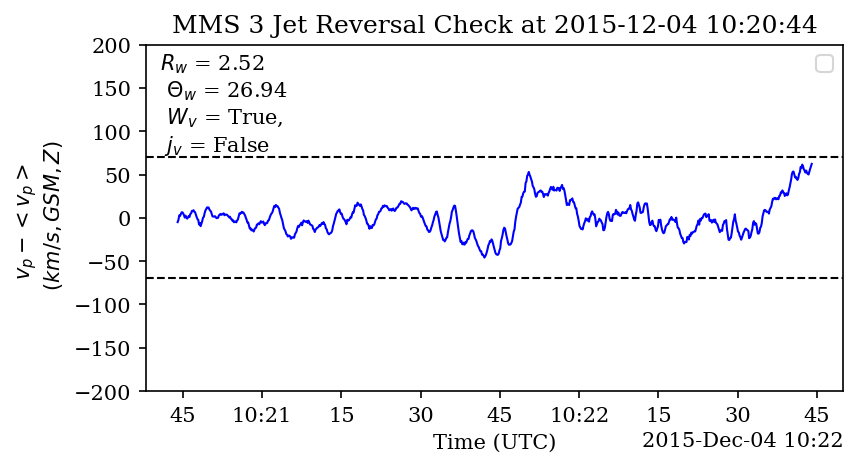 MMS 3 Jet Reversal Check at 2015-12-04 10:20:44
R_w = 2.52
Θ_w = 26.94
W_v = True,
j_v = False
v_p − < v_p >
(km/s, GSM, Z)
200
150
100
50
0
−50
−100
−150
−200
45 10:21 15 30 45 10:22 15 30 45
Time (UTC)
2015-Dec-04 10:22